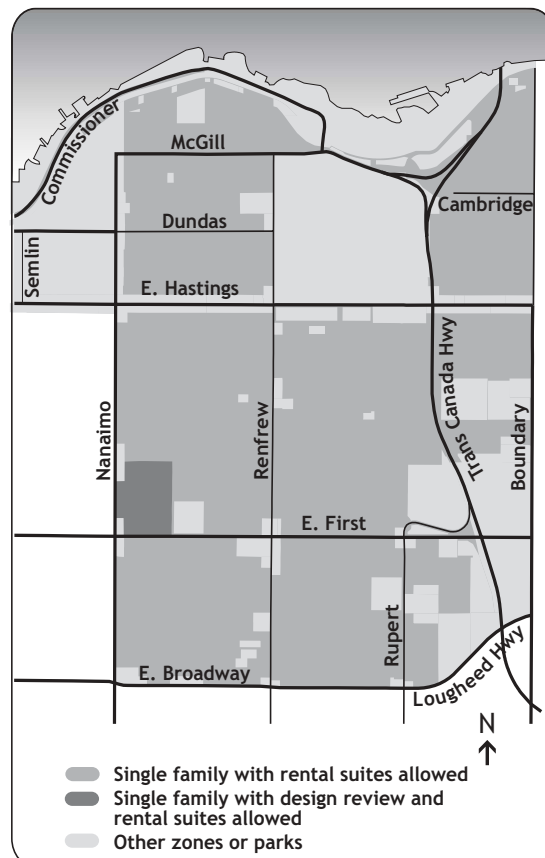 Commissioner
McGill
Dundas
Cambridge
Semlin
E. Hastings
Nanaimo
Renfrew
Trans Canada Hwy
Boundary
E. First
Rupert
E. Broadway
Lougheed Hwy
N
Single family with rental suites allowed
Single family with design review and
rental suites allowed
Other zones or parks